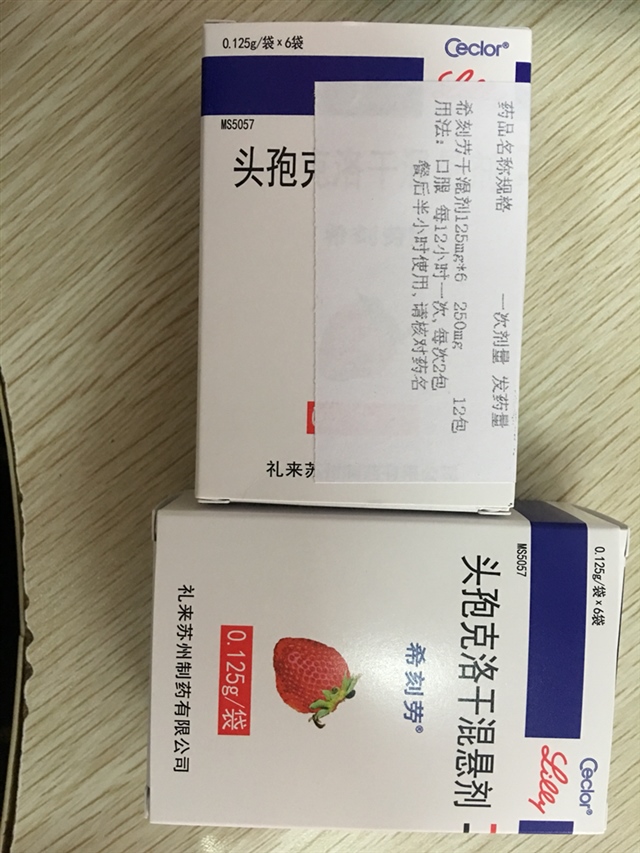 0.125g/袋×6袋
Ceclor®
MS5057
头孢克
药品名称规格 一次剂量 发药量
希刻劳干混剂125mg*6 250mg 12包
用法：口服 每12小时一次,每次2包
餐后半小时使用,请核对药名
礼来苏
0.125g/袋×6袋
Ceclor®
Lilly
MS5057
头孢克洛干混悬剂
希刻劳®
0.125g/袋
礼来苏州制药有限公司